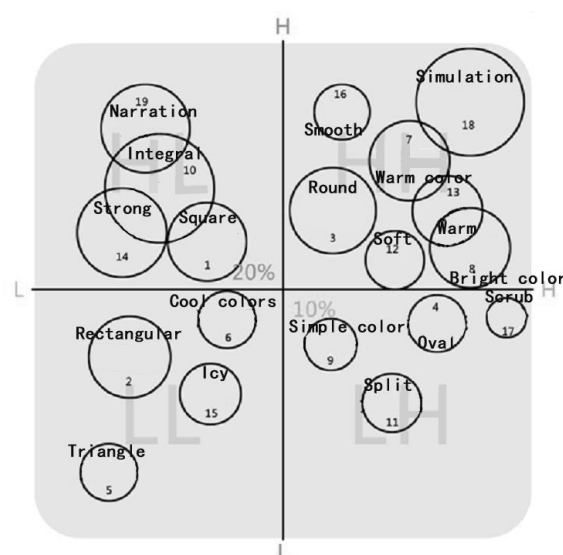 H
Simulation
19
16
Narration
18
Smooth
7
HL
HH
Integral
10
Warm color
13
Strong
Round
Square
Warm
3
Soft
14
12
1
8
20%
Bright color
L
H
Cool colors
10%
Scrub
4
Rectangular
6
Simple color
17
Oval
9
Icy
2
Split
15
11
LL
LH
Triangle
5
L